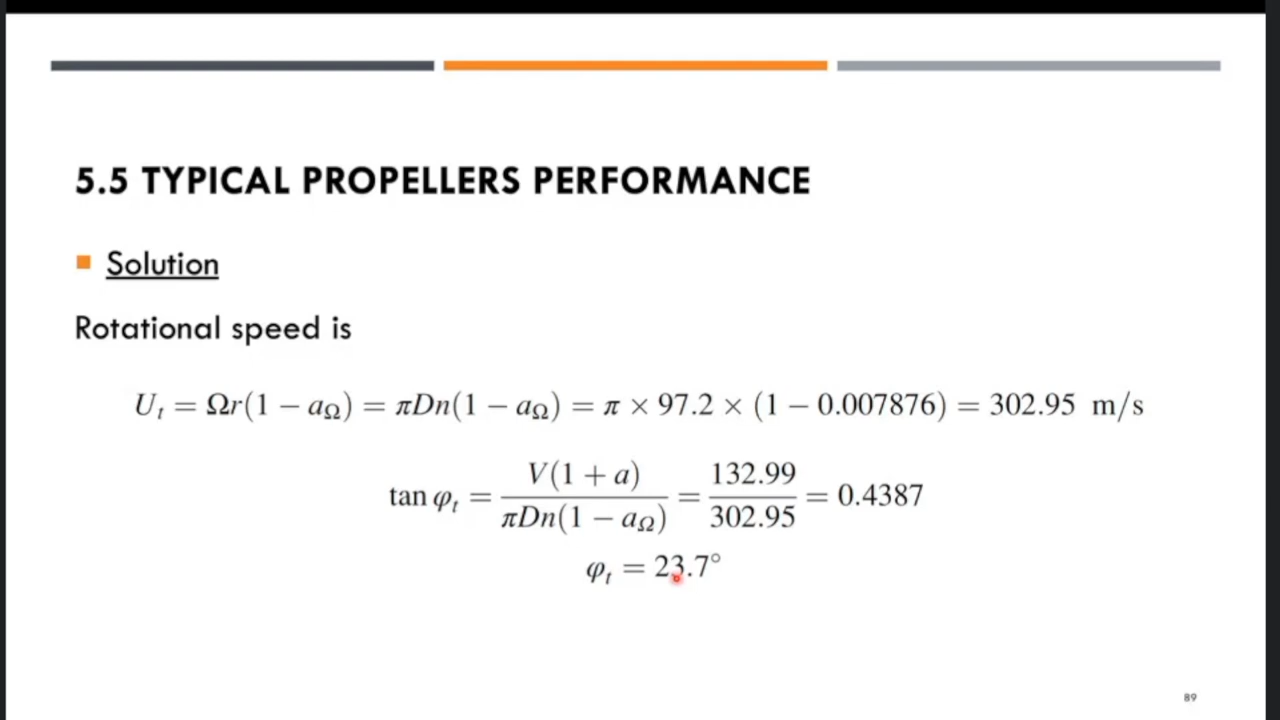 5.5 TYPICAL PROPELLERS PERFORMANCE
Solution
Rotational speed is
U_t = Ωr(1 − a_Ω) = πDn(1 − a_Ω) = π × 97.2 × (1 − 0.007876) = 302.95 m/s
tan φ_t = V(1 + a) / πDn(1 − a_Ω) = 132.99 / 302.95 = 0.4387
φ_t = 23.7°
89